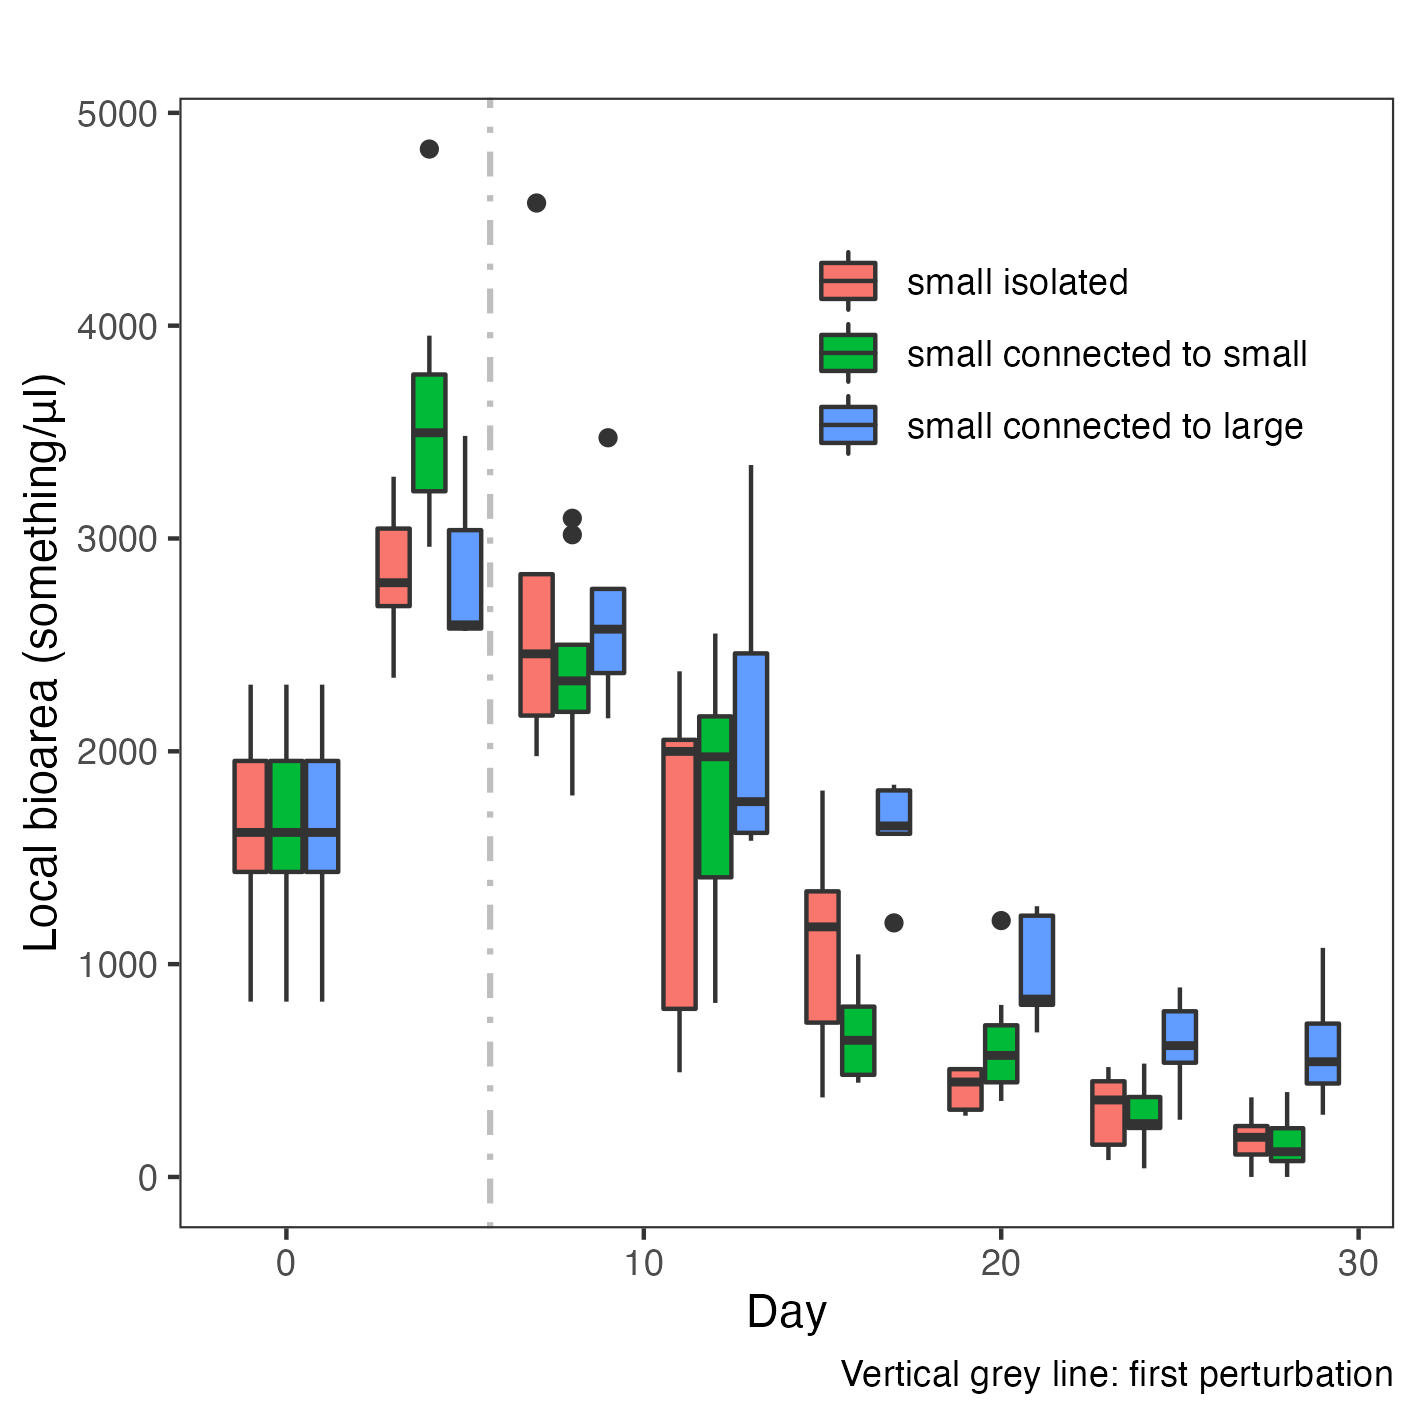 5000
4000
3000
2000
1000
0
Local bioarea (something/µl)
small isolated
small connected to small
small connected to large
0 10 20 30
Day
Vertical grey line: first perturbation